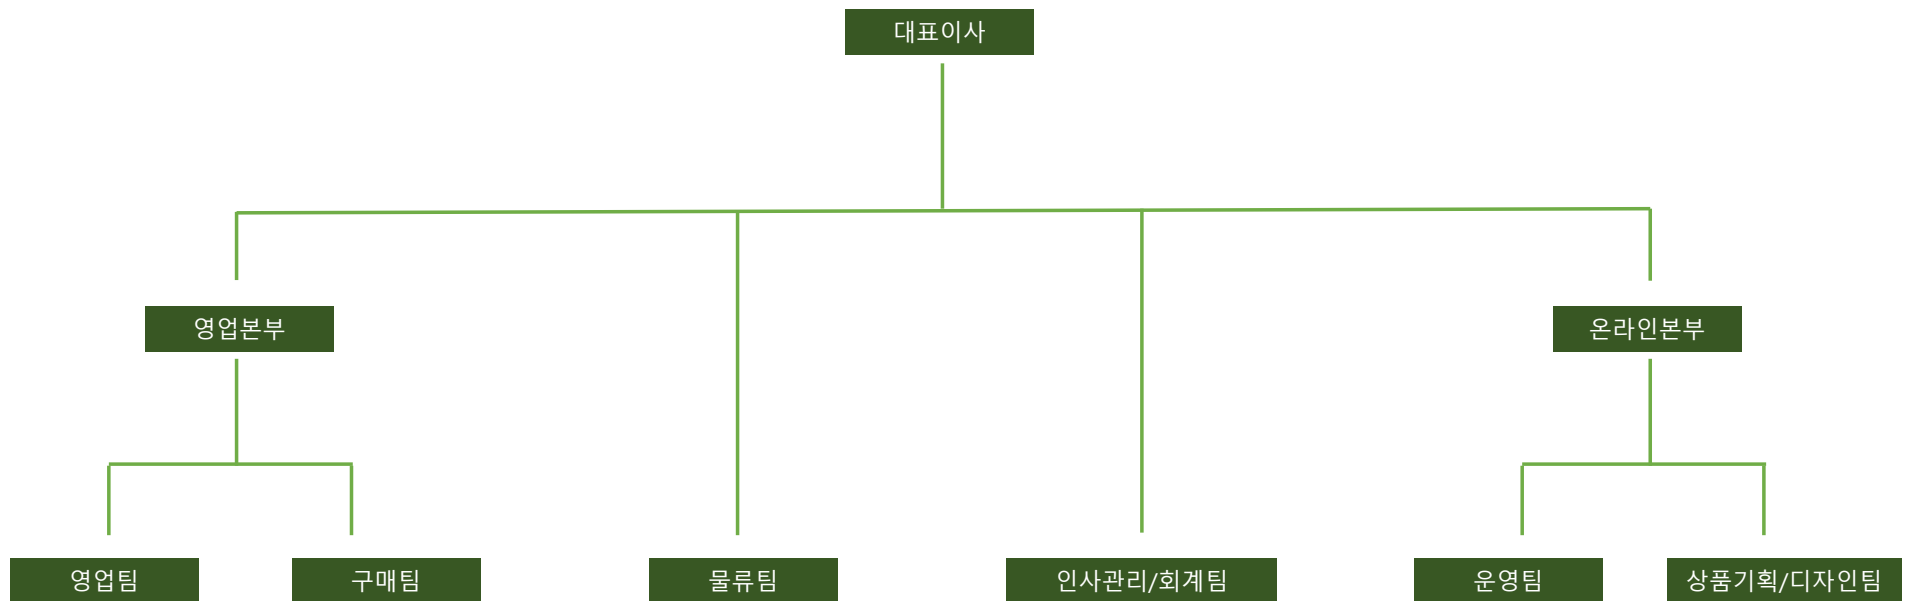 대표이사
영업본부
온라인본부
영업팀
구매팀
물류팀
인사관리/회계팀
운영팀
상품기획/디자인팀